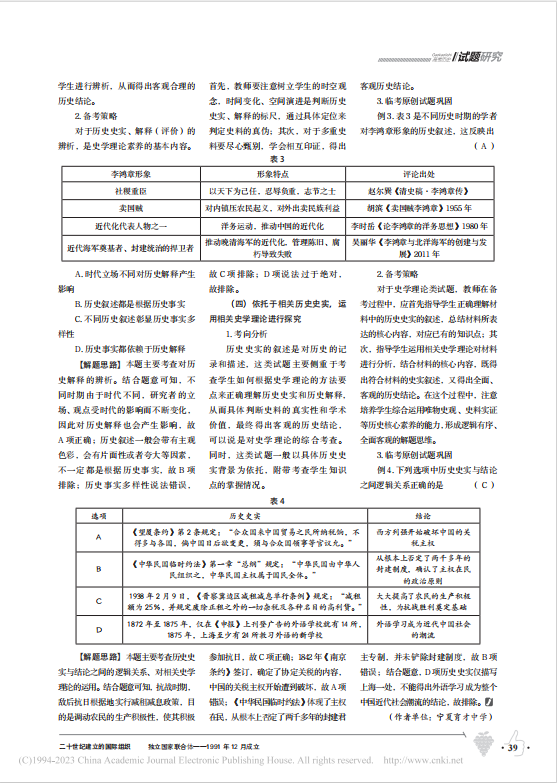 Gaokao lishi
高考历史
/试题研究
学生进行辨析，从而得出客观合理的
历史结论。
2.备考策略
对于历史史实、解释（评价）的
辨析，是史学理论素养的基本内容。
首先，教师要注意树立学生的时空观
念，时间变化、空间演进是判断历史
史实、解释的标尺，通过具体定位来
判定史料的真伪；其次，对于多重史
料要尽心甄别，学会相互印证，得出
客观历史结论。
3.临考原创试题巩固
例3.表3是不同历史时期的学者
对李鸿章形象的历史叙述，这反映出
（A）
表3
李鸿章形象 形象特点 评论出处
社稷重臣 以天下为己任，忍辱负重，志节之士 赵尔巽《清史稿·李鸿章传》
卖国贼 对内镇压农民起义，对外出卖民族利益 胡滨《卖国贼李鸿章》1955年
近代化代表人物之一 洋务运动，推动中国的近代化 李时岳《论李鸿章的洋务思想》1980年
近代海军奠基者、封建统治的捍卫者 推动晚清海军的近代化，管理陈旧、腐
朽导致失败 吴丽华《李鸿章与北洋海军的创建与发
展》2011年
A.时代立场不同对历史解释产生
影响
B.历史叙述都是根据历史事实
C.不同历史叙述彰显历史事实多
样性
D.历史事实都依赖于历史解释
【解题思路】本题主要考查对历
史解释的辨析。结合题意可知，不
同时期由于时代不同，研究者的立
场、观点受时代的影响而不断变化，
因此对历史解释也会产生影响，故
A项正确；历史叙述一般会带有主观
色彩，会有片面性或者夸大等因素，
不一定都是根据历史事实，故B项
排除；历史事实多样性说法错误，
故C项排除；D项说法过于绝对，
故排除。
（四）依托于相关历史史实，运
用相关史学理论进行探究
1.考向分析
历史史实的叙述是对历史的记
录和描述，这类试题主要侧重于考
查学生如何根据史学理论的方法要
点来正确理解历史史实和历史解释，
从而具体判断史料的真实性和学术
价值，最终得出客观的历史结论，
可以说是对史学理论的综合考查。
同时，这类试题一般以具体历史史
实背景为依托，附带考查学生知识
点的掌握情况。
2.备考策略
对于史学理论类试题，教师在备
考过程中，应首先指导学生正确理解材
料中的历史史实的叙述，总结材料所表
达的核心内容，对应已有的知识点；其
次，指导学生运用相关史学理论对材料
进行分析，结合材料的核心内容，既得
出符合材料的史实叙述，又得出全面、
客观的历史结论。在这个过程中，注意
培养学生综合运用唯物史观、史料实证
等历史核心素养的能力，形成逻辑有序、
全面客观的解题思维。
3.临考原创试题巩固
例4.下列选项中历史史实与结论
之间逻辑关系正确的是 （C）
表4
选项 历史史实 结论
A 《望厦条约》第2条规定：“合众国来中国贸易之民所纳税饷，不
得多与各国，倘中国日后欲变更，须与合众国领事等官议允。” 西方列强开始破坏中国的关
税主权
B 《中华民国临时约法》第一章“总纲”规定：“中华民国由中华人
民组织之，中华民国主权属于国民全体。” 从根本上否定了两千多年的
封建制度，确认了主权在民
的政治原则
C 1938年2月9日，《晋察冀边区减租减息单行条例》规定：“减租
额为25%，并规定废除正租之外的一切杂税及各种名目的高利贷。” 大大提高了农民的生产积极
性，为抗战胜利奠定基础
D 1872年至1875年，仅在《申报》上刊登广告的外语学校就有14所，
1875年，上海至少有24所教习外语的新学校 外语学习成为近代中国社会
的潮流
【解题思路】本题主要考查历史史
实与结论之间的逻辑关系、对相关史学
理论的运用。结合题意可知，抗战时期，
敌后抗日根据地实行减租减息政策，目
的是调动农民的生产积极性，使其积极
参加抗日，故C项正确；1842年《南京
条约》签订，确定了协定关税的内容，
中国的关税主权开始遭到破坏，故A项
错误；《中华民国临时约法》体现了主权
在民，从根本上否定了两千多年的封建君
主专制，并未铲除封建制度，故B项
错误；结合题意，D项历史史实仅描写
上海一处，不能得出外语学习成为整个
中国近代社会潮流的结论，故排除。
（作者单位：宁夏育才中学）
二十世纪建立的国际组织 独立国家联合体——1991年12月成立
·39·
(C)1994-2023 China Academic Journal Electronic Publishing House. All rights reserved. http://www.cnki.net